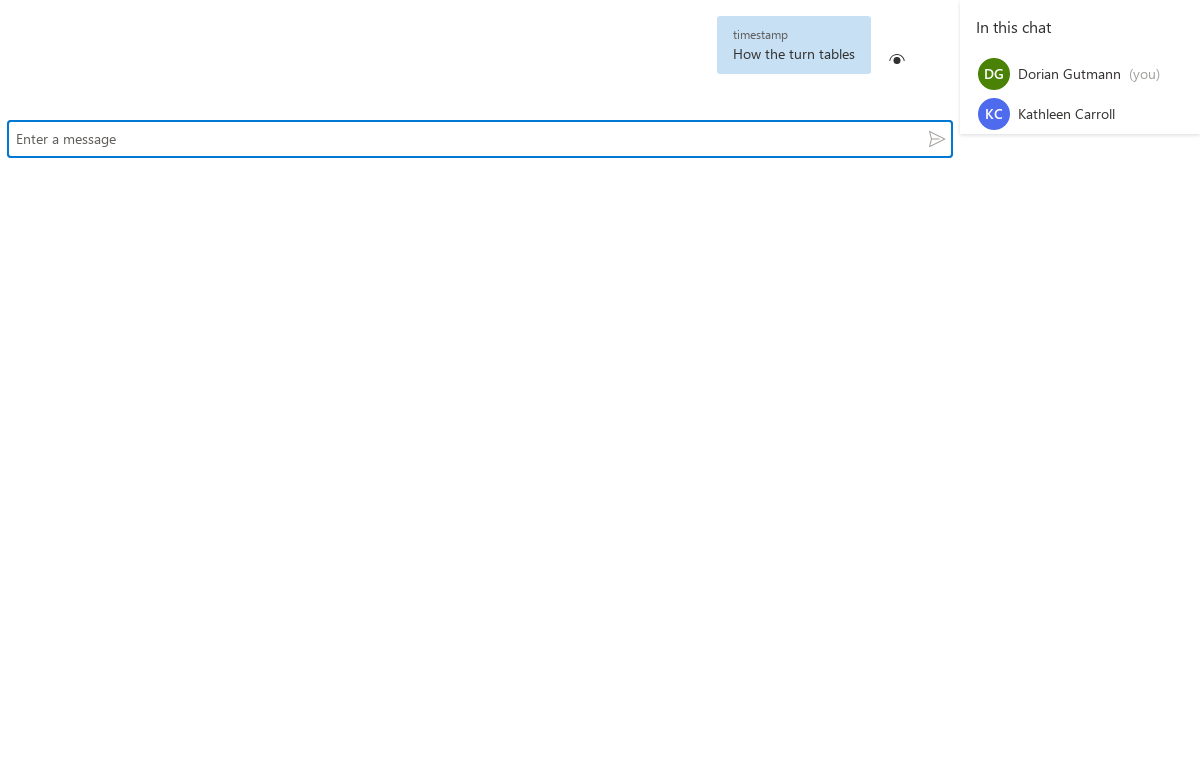 timestamp
How the turn tables
Enter a message
In this chat
DG Dorian Gutmann (you)
KC Kathleen Carroll